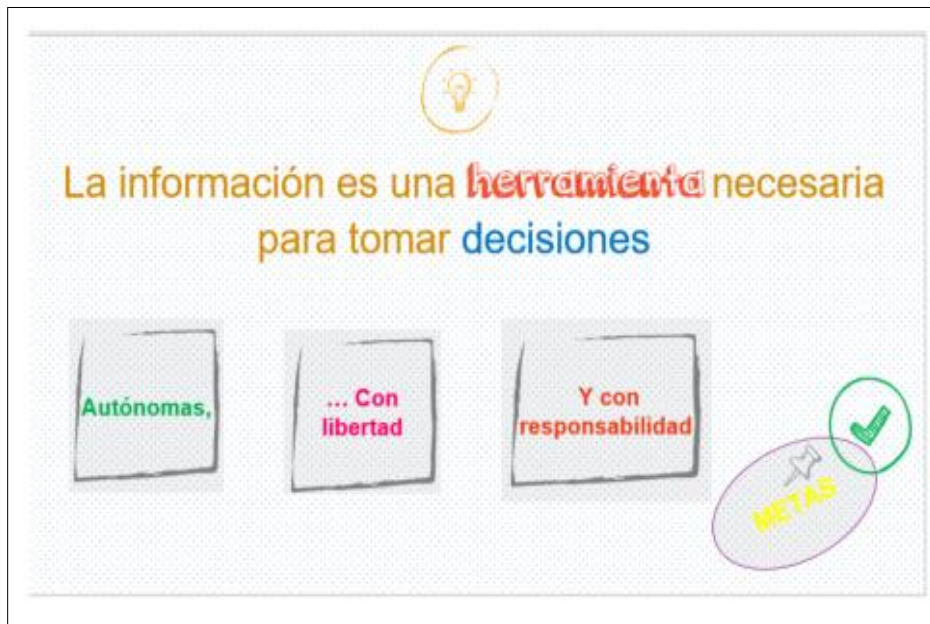 La información es una herramienta necesaria
para tomar decisiones
Autónomas,
... Con
libertad
Y con
responsabilidad
METAS